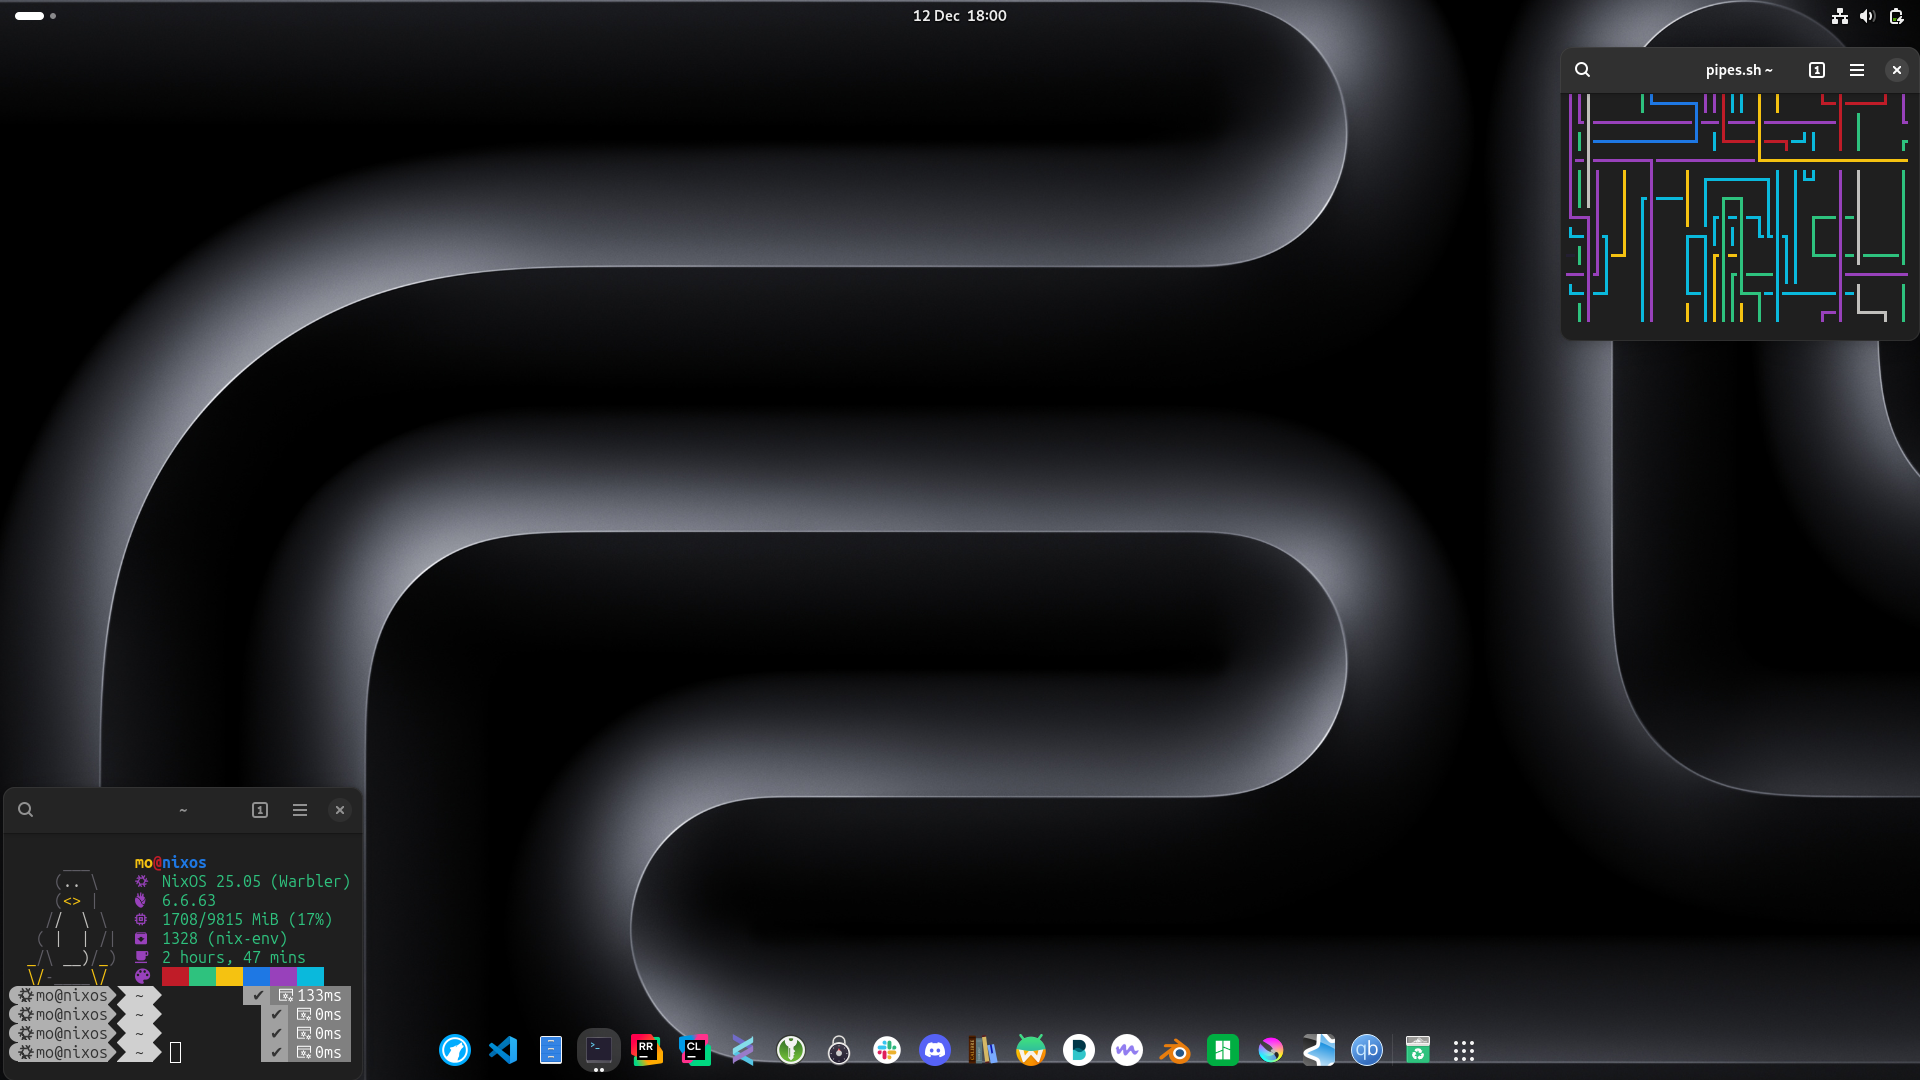 12 Dec 18:00
pipes.sh ~
1
~
1
mo@nixos
NixOS 25.05 (Warbler)
6.6.63
1708/9815 MiB (17%)
1328 (nix-env)
2 hours, 47 mins
mo@nixos ~ ✔ 133ms
mo@nixos ~ ✔ 0ms
mo@nixos ~ ✔ 0ms
mo@nixos ~ ✔ 0ms
>_ RR CL qb